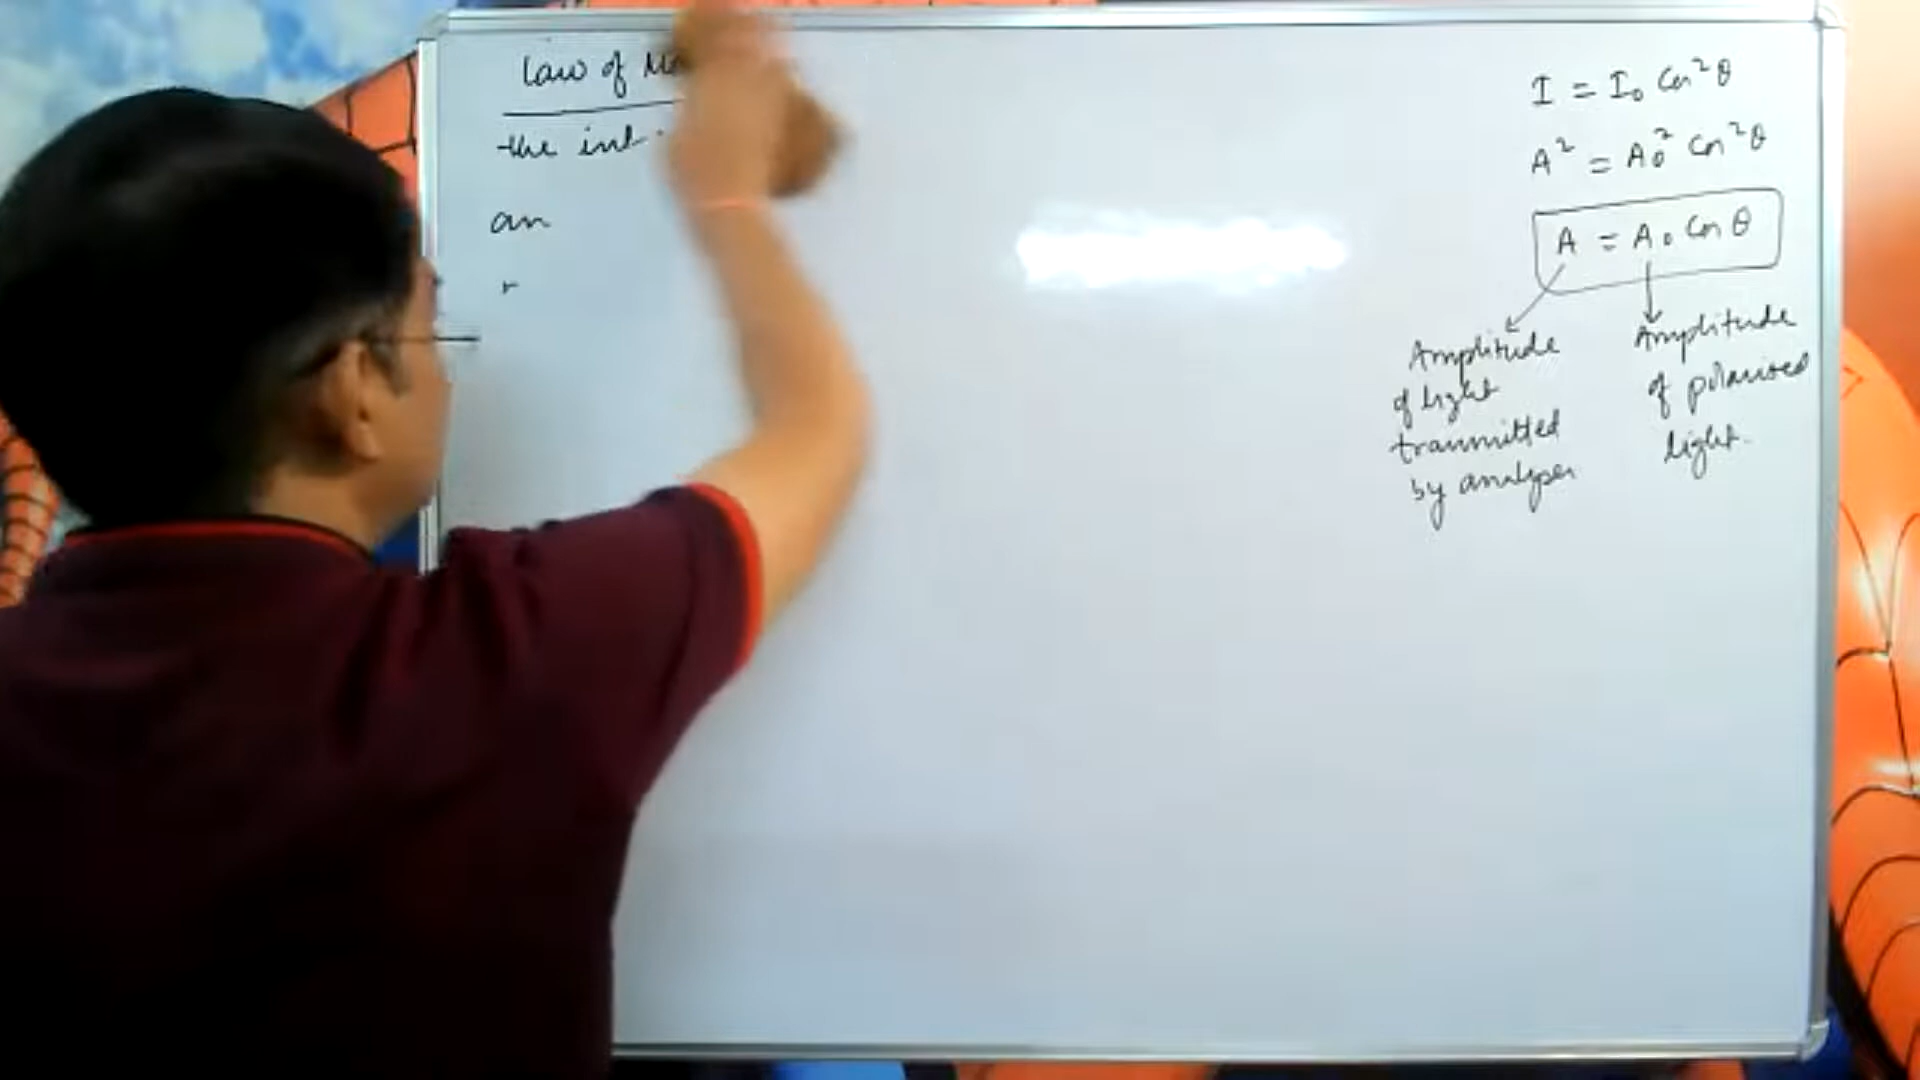 Law of
the int
an
r
I = I₀ Cos²θ
A² = A₀² Cos²θ
A = A₀ Cos θ
Amplitude
of light
transmitted
by analyser
Amplitude
of polarised
light.